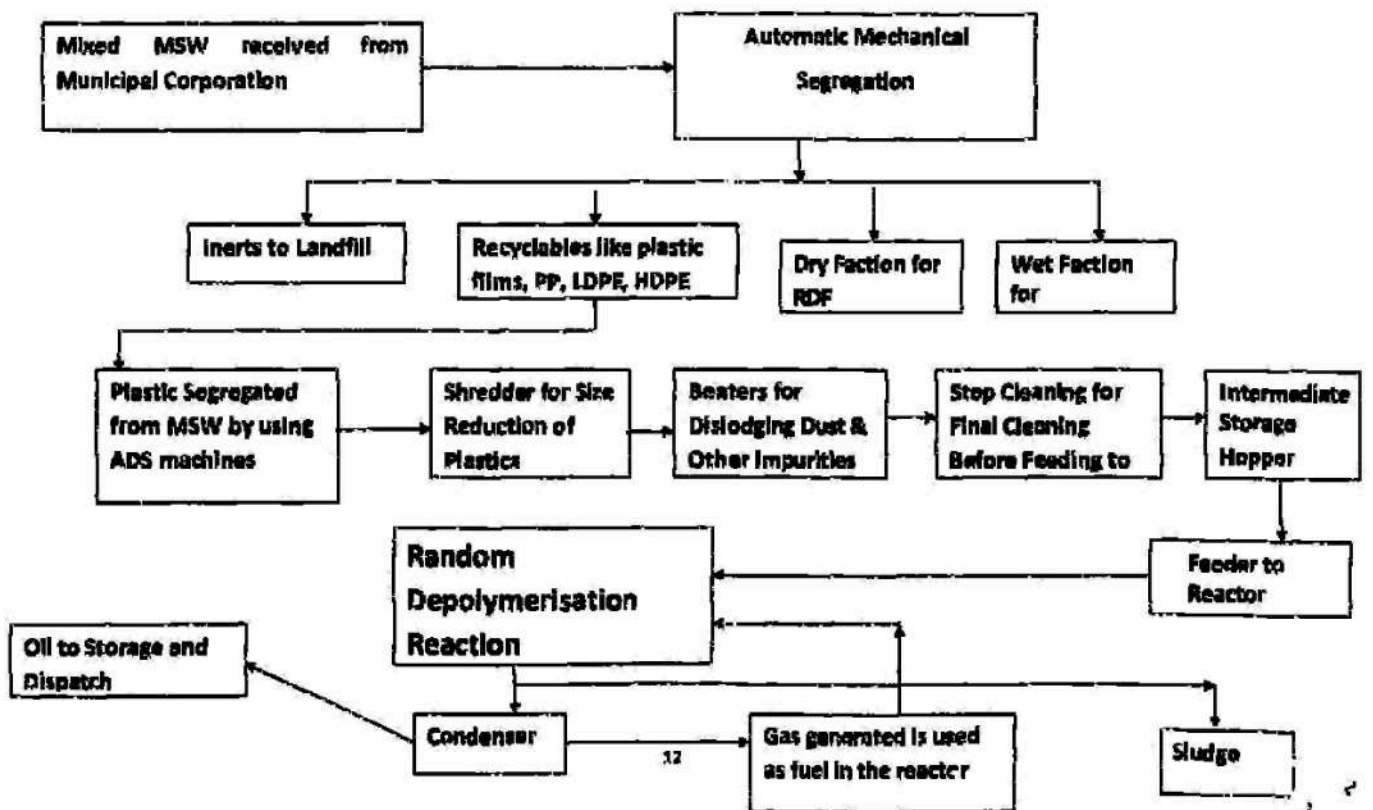 Mixed MSW received from
Municipal Corporation
Automatic Mechanical
Segregation
Inerts to Landfill
Recyclables like plastic
films, PP, LDPE, HDPE
Dry Faction for
RDF
Wet Faction
for
Plastic Segregated
from MSW by using
ADS machines
Shredder for Size
Reduction of
Plastics
Beaters for
Dislodging Dust &
Other Impurities
Stop Cleaning for
Final Cleaning
Before Feeding to
Intermediate
Storage
Hopper
Random
Depolymerisation
Reaction
Feeder to
Reactor
Oil to Storage and
Dispatch
Condenser
12
Gas generated is used
as fuel in the reactor
Sludge